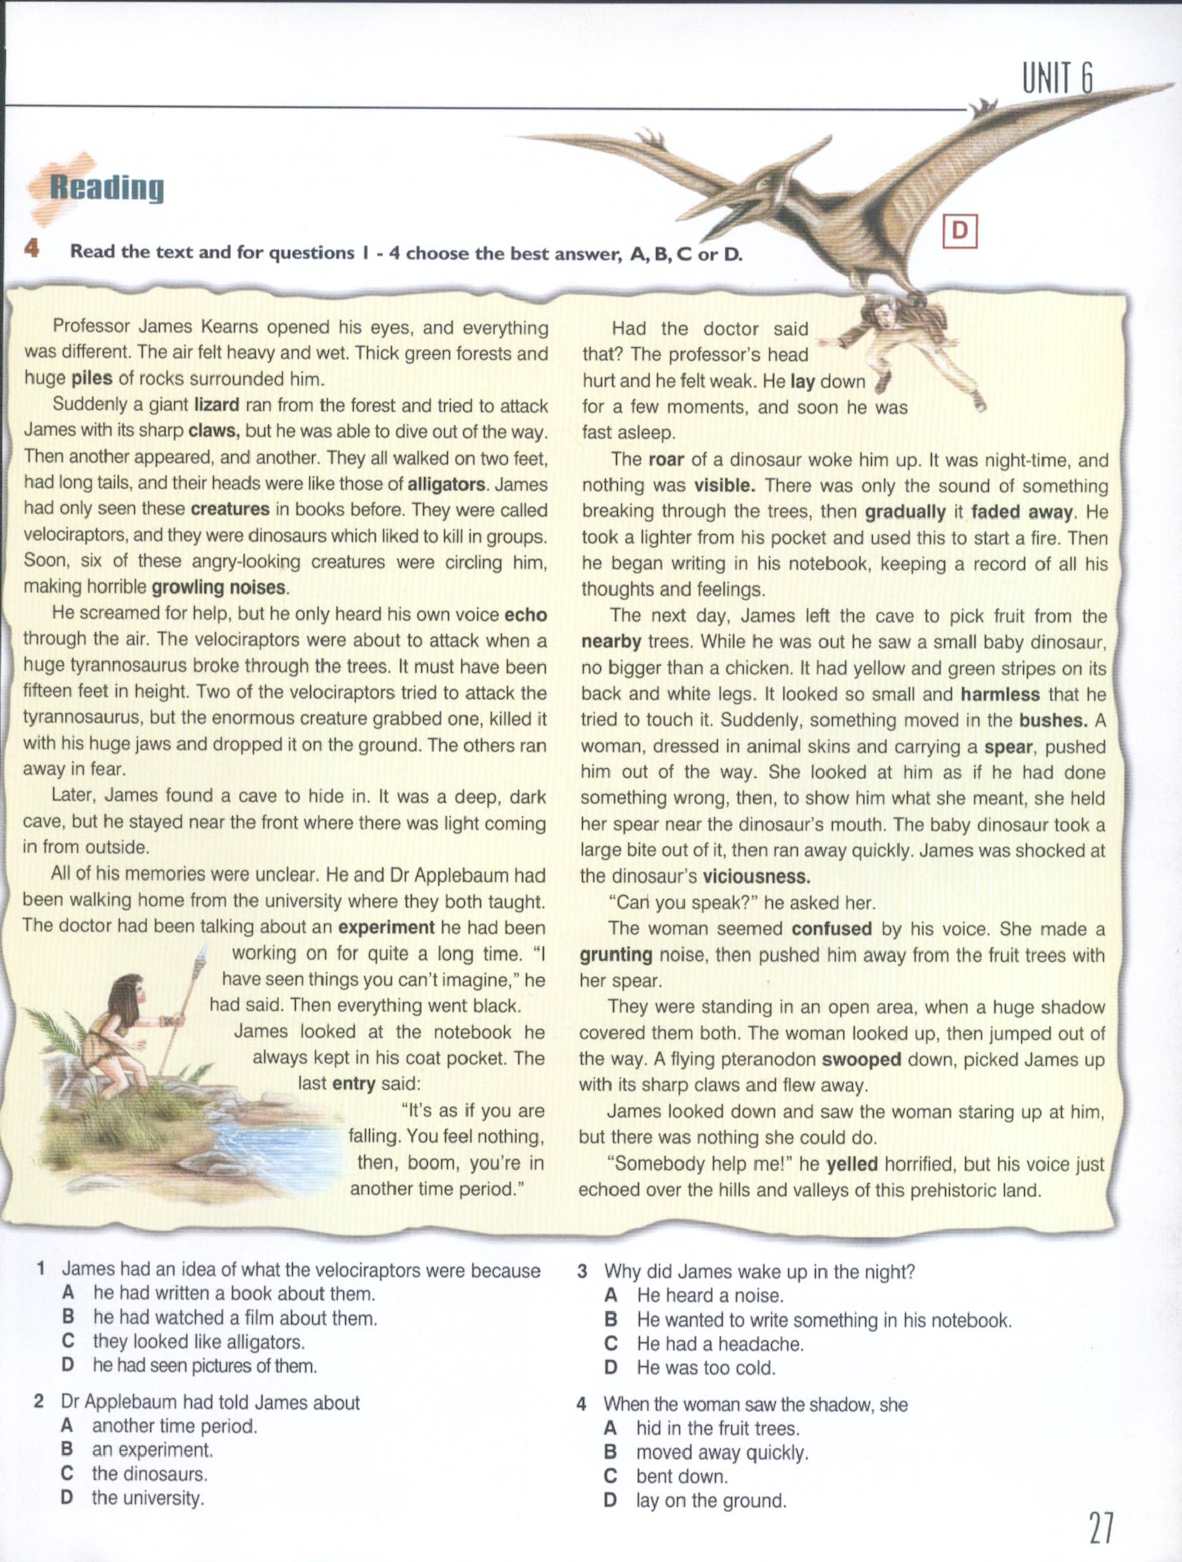 UNIT 6
Reading
D
4 Read the text and for questions 1 - 4 choose the best answer, A, B, C or D.
Professor James Kearns opened his eyes, and everything
was different. The air felt heavy and wet. Thick green forests and
huge piles of rocks surrounded him.
Suddenly a giant lizard ran from the forest and tried to attack
James with its sharp claws, but he was able to dive out of the way.
Then another appeared, and another. They all walked on two feet,
had long tails, and their heads were like those of alligators. James
had only seen these creatures in books before. They were called
velociraptors, and they were dinosaurs which liked to kill in groups.
Soon, six of these angry-looking creatures were circling him,
making horrible growling noises.
He screamed for help, but he only heard his own voice echo
through the air. The velociraptors were about to attack when a
huge tyrannosaurus broke through the trees. It must have been
fifteen feet in height. Two of the velociraptors tried to attack the
tyrannosaurus, but the enormous creature grabbed one, killed it
with his huge jaws and dropped it on the ground. The others ran
away in fear.
Later, James found a cave to hide in. It was a deep, dark
cave, but he stayed near the front where there was light coming
in from outside.
All of his memories were unclear. He and Dr Applebaum had
been walking home from the university where they both taught.
The doctor had been talking about an experiment he had been
working on for quite a long time. "I
have seen things you can't imagine," he
had said. Then everything went black.
James looked at the notebook he
always kept in his coat pocket. The
last entry said:
"It's as if you are
falling. You feel nothing,
then, boom, you're in
another time period."
Had the doctor said
that? The professor's head
hurt and he felt weak. He lay down
for a few moments, and soon he was
fast asleep.
The roar of a dinosaur woke him up. It was night-time, and
nothing was visible. There was only the sound of something
breaking through the trees, then gradually it faded away. He
took a lighter from his pocket and used this to start a fire. Then
he began writing in his notebook, keeping a record of all his
thoughts and feelings.
The next day, James left the cave to pick fruit from the
nearby trees. While he was out he saw a small baby dinosaur,
no bigger than a chicken. It had yellow and green stripes on its
back and white legs. It looked so small and harmless that he
tried to touch it. Suddenly, something moved in the bushes. A
woman, dressed in animal skins and carrying a spear, pushed
him out of the way. She looked at him as if he had done
something wrong, then, to show him what she meant, she held
her spear near the dinosaur's mouth. The baby dinosaur took a
large bite out of it, then ran away quickly. James was shocked at
the dinosaur's viciousness.
"Can you speak?" he asked her.
The woman seemed confused by his voice. She made a
grunting noise, then pushed him away from the fruit trees with
her spear.
They were standing in an open area, when a huge shadow
covered them both. The woman looked up, then jumped out of
the way. A flying pteranodon swooped down, picked James up
with its sharp claws and flew away.
James looked down and saw the woman staring up at him,
but there was nothing she could do.
"Somebody help me!" he yelled horrified, but his voice just
echoed over the hills and valleys of this prehistoric land.
1 James had an idea of what the velociraptors were because
A he had written a book about them.
B he had watched a film about them.
C they looked like alligators.
D he had seen pictures of them.
2 Dr Applebaum had told James about
A another time period.
B an experiment.
C the dinosaurs.
D the university.
3 Why did James wake up in the night?
A He heard a noise.
B He wanted to write something in his notebook.
C He had a headache.
D He was too cold.
4 When the woman saw the shadow, she
A hid in the fruit trees.
B moved away quickly.
C bent down.
D lay on the ground.
27